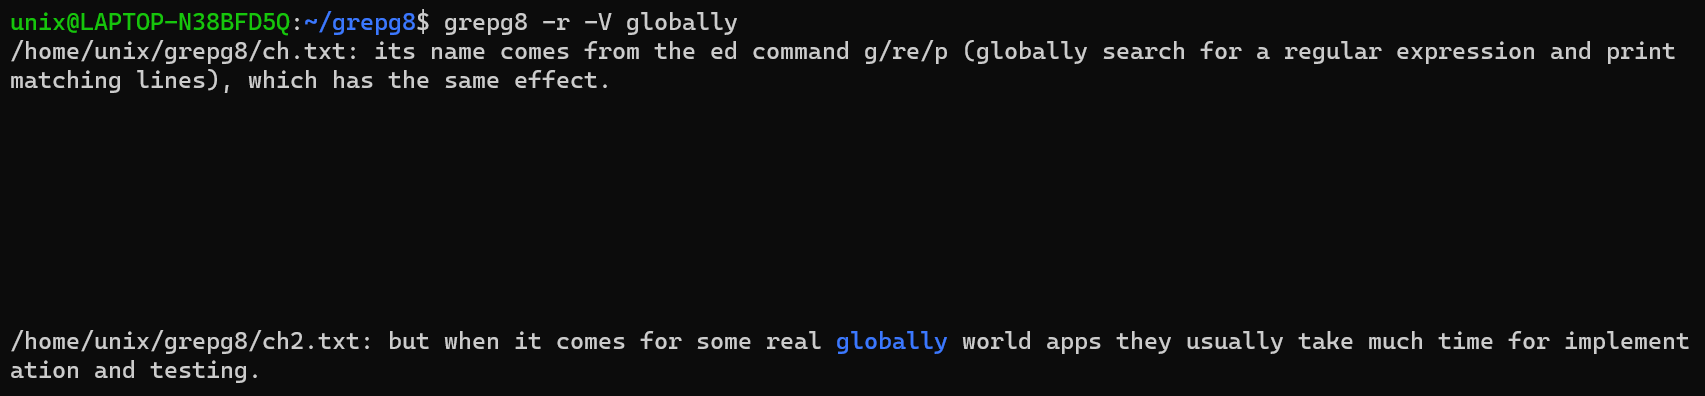 unix@LAPTOP-N38BFD5Q:~/grepg8$ grepg8 -r -V globally
/home/unix/grepg8/ch.txt: its name comes from the ed command g/re/p (globally search for a regular expression and print
matching lines), which has the same effect.
/home/unix/grepg8/ch2.txt: but when it comes for some real globally world apps they usually take much time for implement
ation and testing.